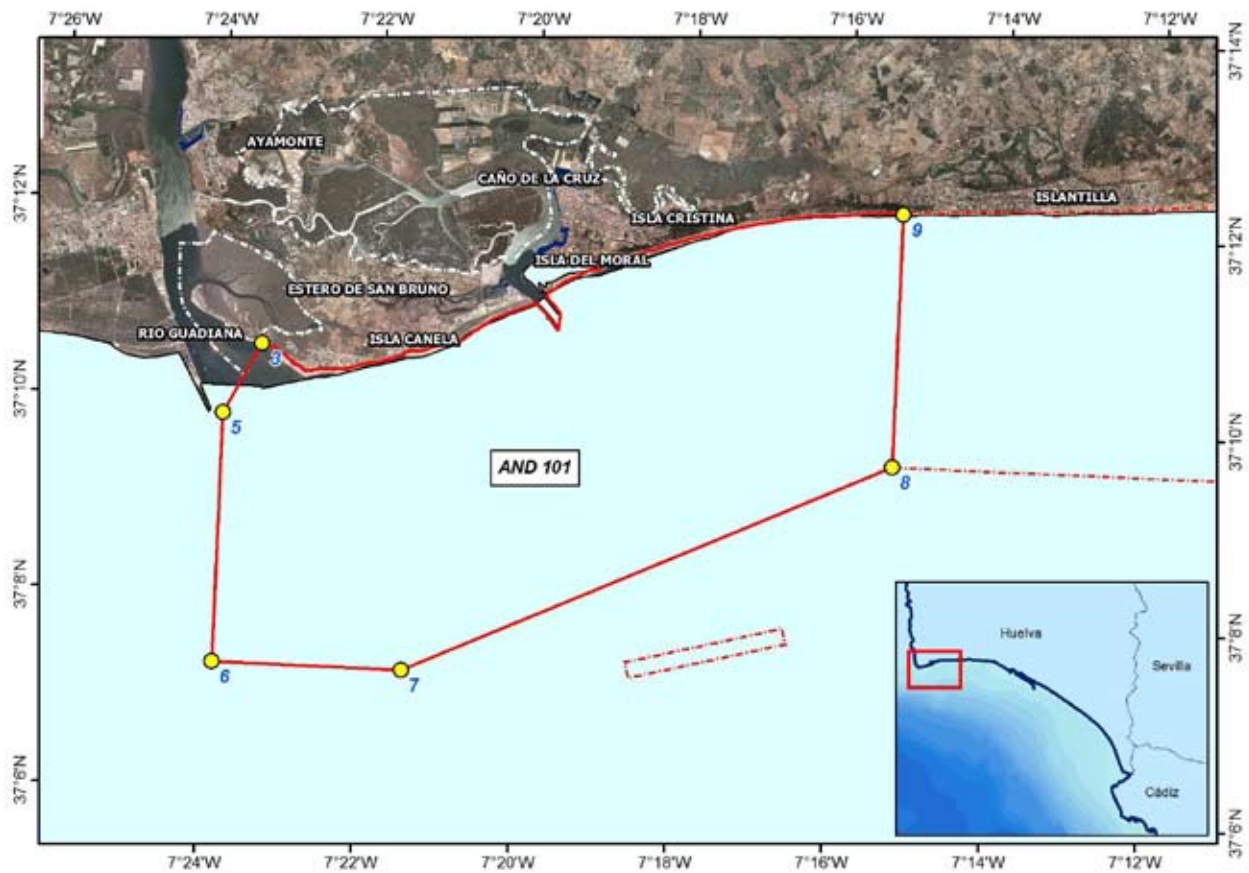 7°26'W 7°24'W 7°22'W 7°20'W 7°18'W 7°16'W 7°14'W 7°12'W
37°14'N
AYAMONTE
CAÑO DE LA CRUZ
37°12'N
ISLANTILLA
ISLA CRISTINA
9
37°12'N
ISLA DEL MORAL
ESTERO DE SAN BRUNO
RIO GUADIANA
ISLA CANELA
3
37°10'N
5
37°10'N
AND 101
8
37°8'N
Huelva
37°8'N
Sevilla
6
7
37°6'N
Cádiz
37°6'N
7°24'W 7°22'W 7°20'W 7°18'W 7°16'W 7°14'W 7°12'W